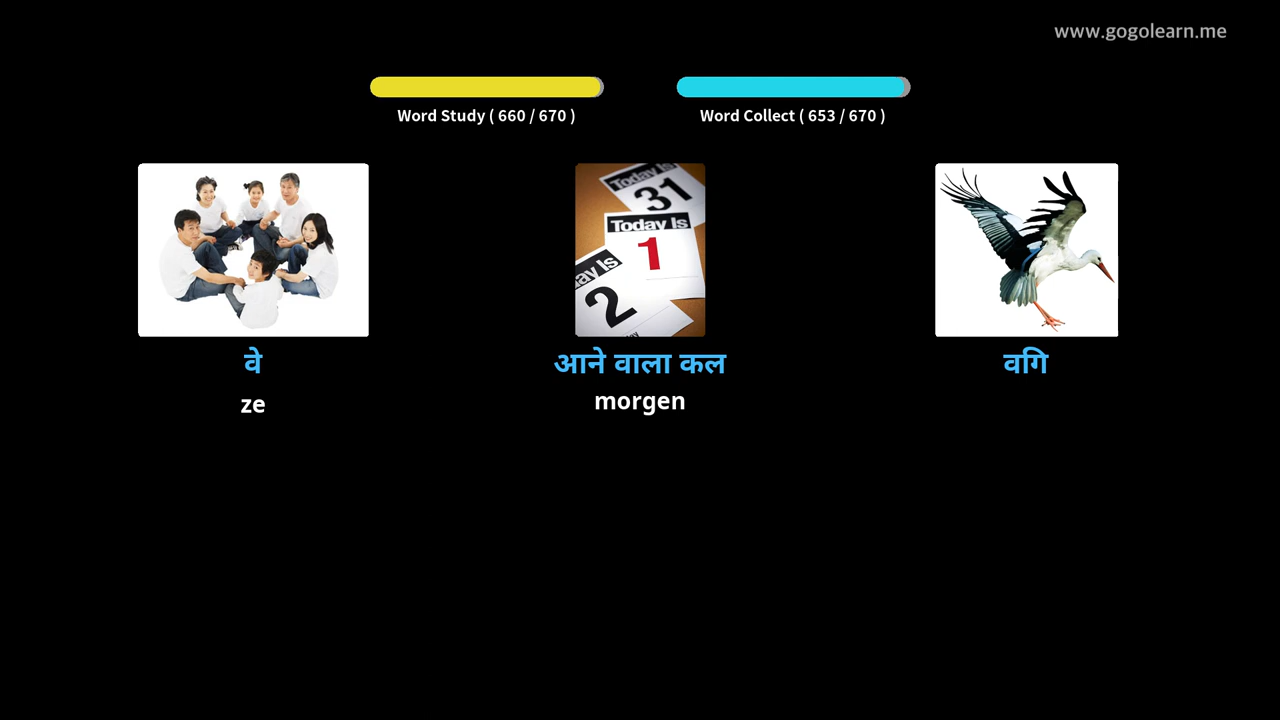 www.gogolearn.me
Word Study ( 660 / 670 )
Word Collect ( 653 / 670 )
Today Is
31
Today Is
1
ay Is
2
वे
आने वाला कल
वगि
ze
morgen